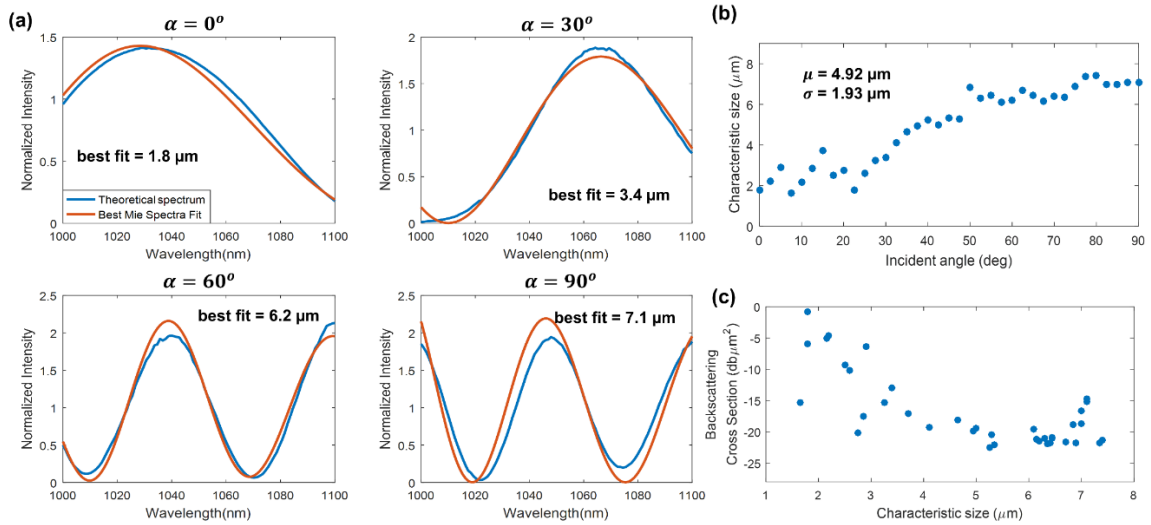 (a)
α = 0°
Normalized Intensity
1.5
1
0.5
0
best fit = 1.8 μm
Theoretical spectrum
Best Mie Spectra Fit
1000 1020 1040 1060 1080 1100
Wavelength(nm)
α = 30°
Normalized Intensity
2
1.5
1
0.5
0
best fit = 3.4 μm
1000 1020 1040 1060 1080 1100
Wavelength(nm)
α = 60°
Normalized Intensity
2.5
2
1.5
1
0.5
0
best fit = 6.2 μm
1000 1020 1040 1060 1080 1100
Wavelength(nm)
α = 90°
Normalized Intensity
2.5
2
1.5
1
0.5
0
best fit = 7.1 μm
1000 1020 1040 1060 1080 1100
Wavelength(nm)
(b)
Characteristic size (μm)
8
6
4
2
0
μ = 4.92 μm
σ = 1.93 μm
0 10 20 30 40 50 60 70 80 90
Incident angle (deg)
(c)
Backscattering
Cross Section (dbμm²)
0
-5
-10
-15
-20
-25
1 2 3 4 5 6 7 8
Characteristic size (μm)